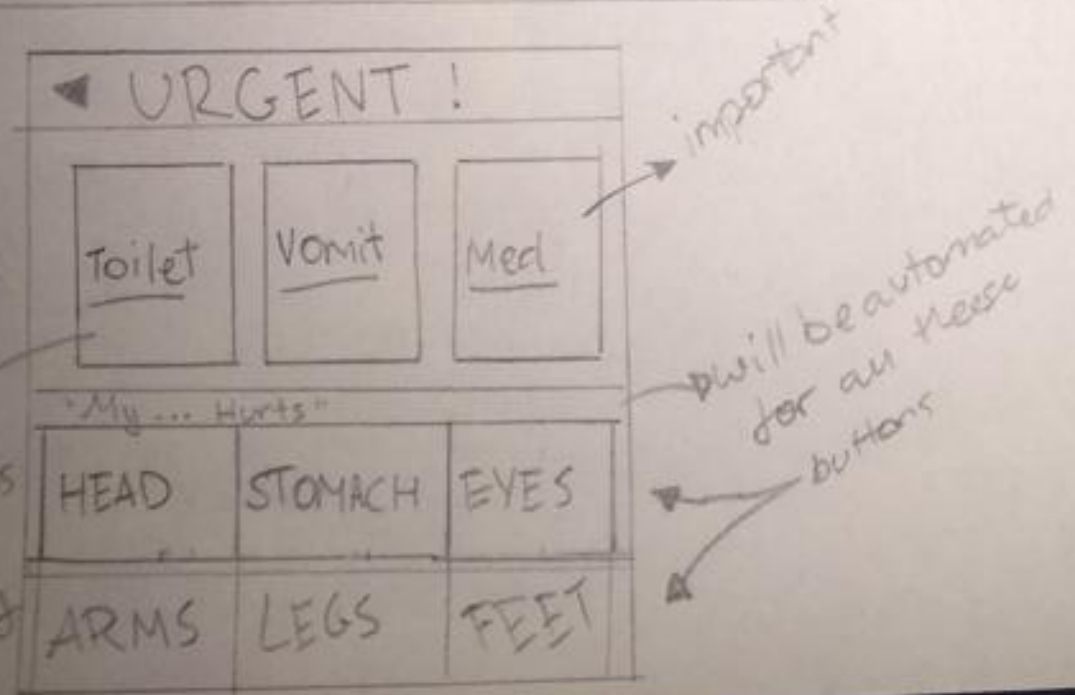 URGENT !
important
Toilet
Vomit
Med
will be automated
for all these
buttons
"My ... Hurts"
HEAD
STOMACH
EYES
ARMS
LEGS
FEET